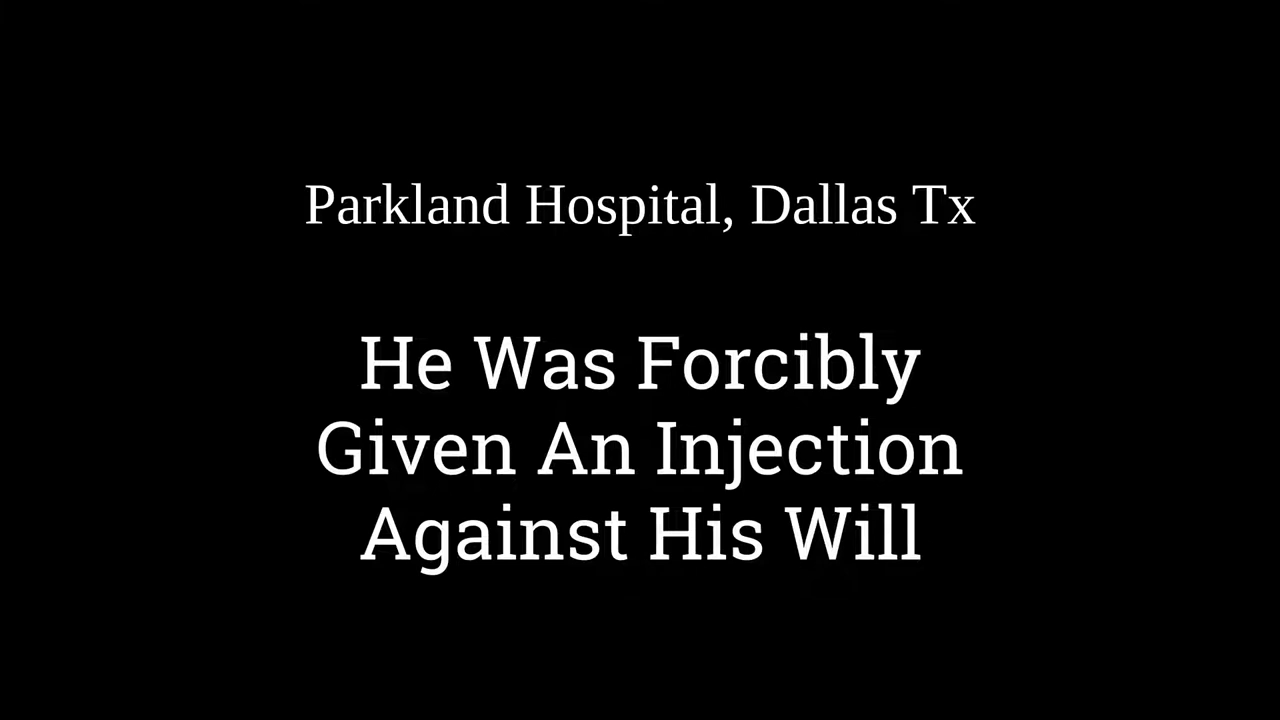 Parkland Hospital, Dallas Tx
He Was Forcibly
Given An Injection
Against His Will